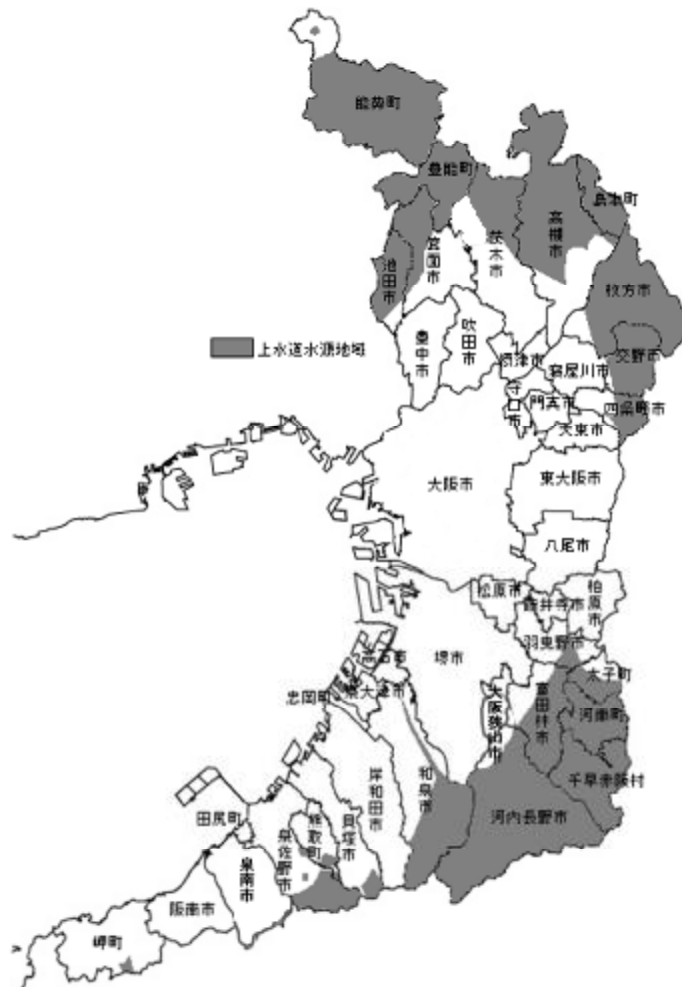 能勢町
豊能町
島本町
高槻市
茨木市
箕面市
池田市
枚方市
吹田市
豊中市
上水道水源地域
摂津市
寝屋川市
交野市
守口市
門真市
四条畷市
大東市
大阪市
東大阪市
八尾市
松原市
柏原市
藤井寺市
羽曳野市
高石市
堺市
太子町
泉大津市
忠岡町
大阪狭山市
富田林市
河南町
千早赤阪村
和泉市
岸和田市
河内長野市
貝塚市
熊取町
田尻町
泉佐野市
泉南市
阪南市
岬町